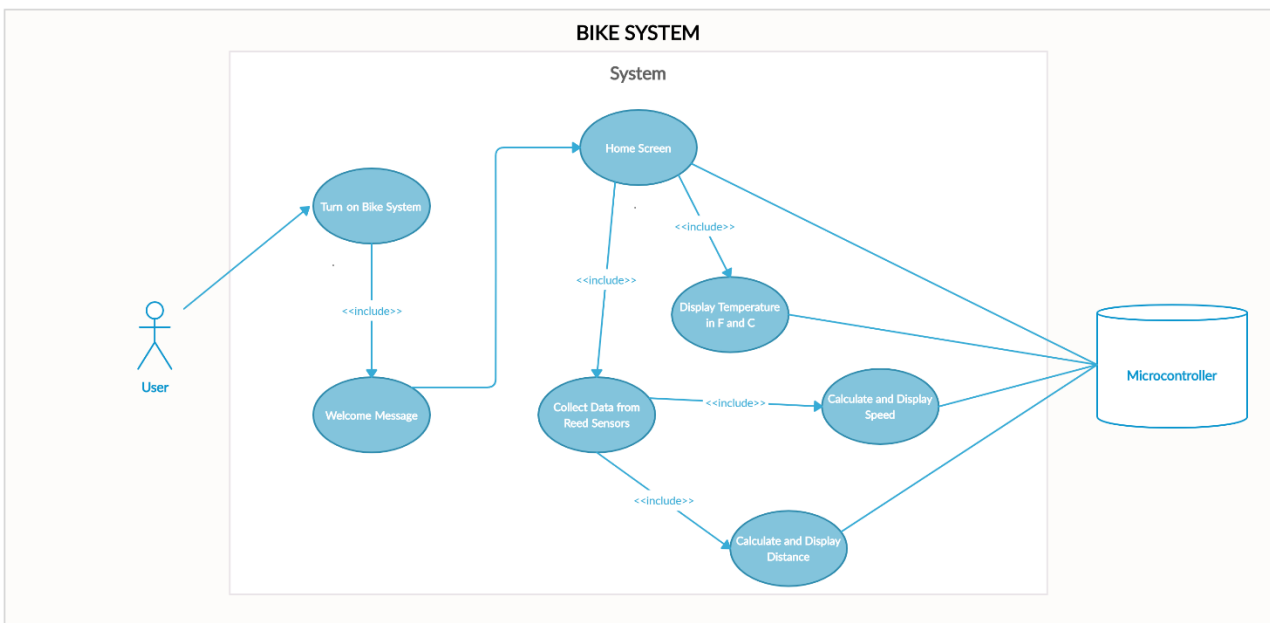 BIKE SYSTEM
System
Home Screen
Turn on Bike System
<<include>>
<<include>>
<<include>>
Display Temperature
in F and C
User
Microcontroller
Welcome Message
Collect Data from
Reed Sensors
<<include>>
Calculate and Display
Speed
<<include>>
Calculate and Display
Distance